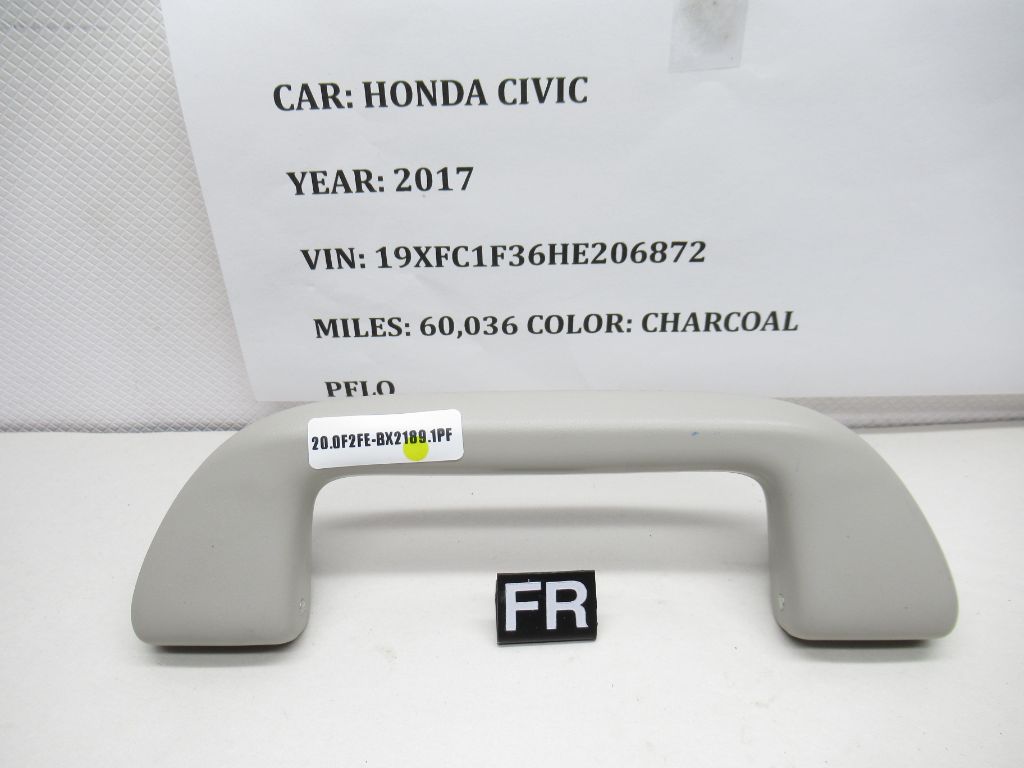 CAR: HONDA CIVIC
YEAR: 2017
VIN: 19XFC1F36HE206872
MILES: 60,036 COLOR: CHARCOAL
PFLO
20.0F2FE-BX2189.1PF
FR